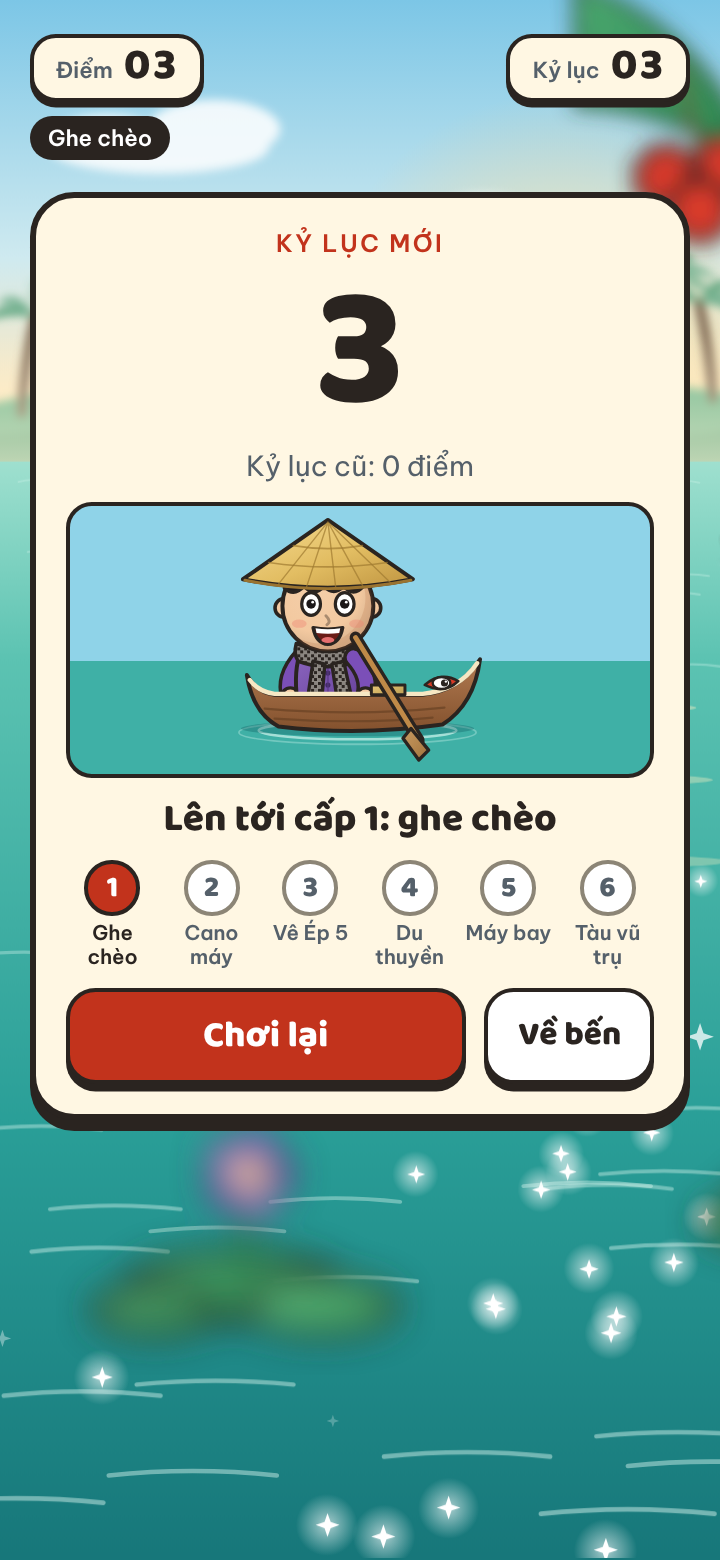 Điểm 03
Kỷ lục 03
Ghe chèo
KỶ LỤC MỚI
3
Kỷ lục cũ: 0 điểm
Lên tới cấp 1: ghe chèo
1 2 3 4 5 6
Ghe chèo
Cano máy
Vê Ép 5
Du thuyền
Máy bay
Tàu vũ trụ
Chơi lại
Về bến